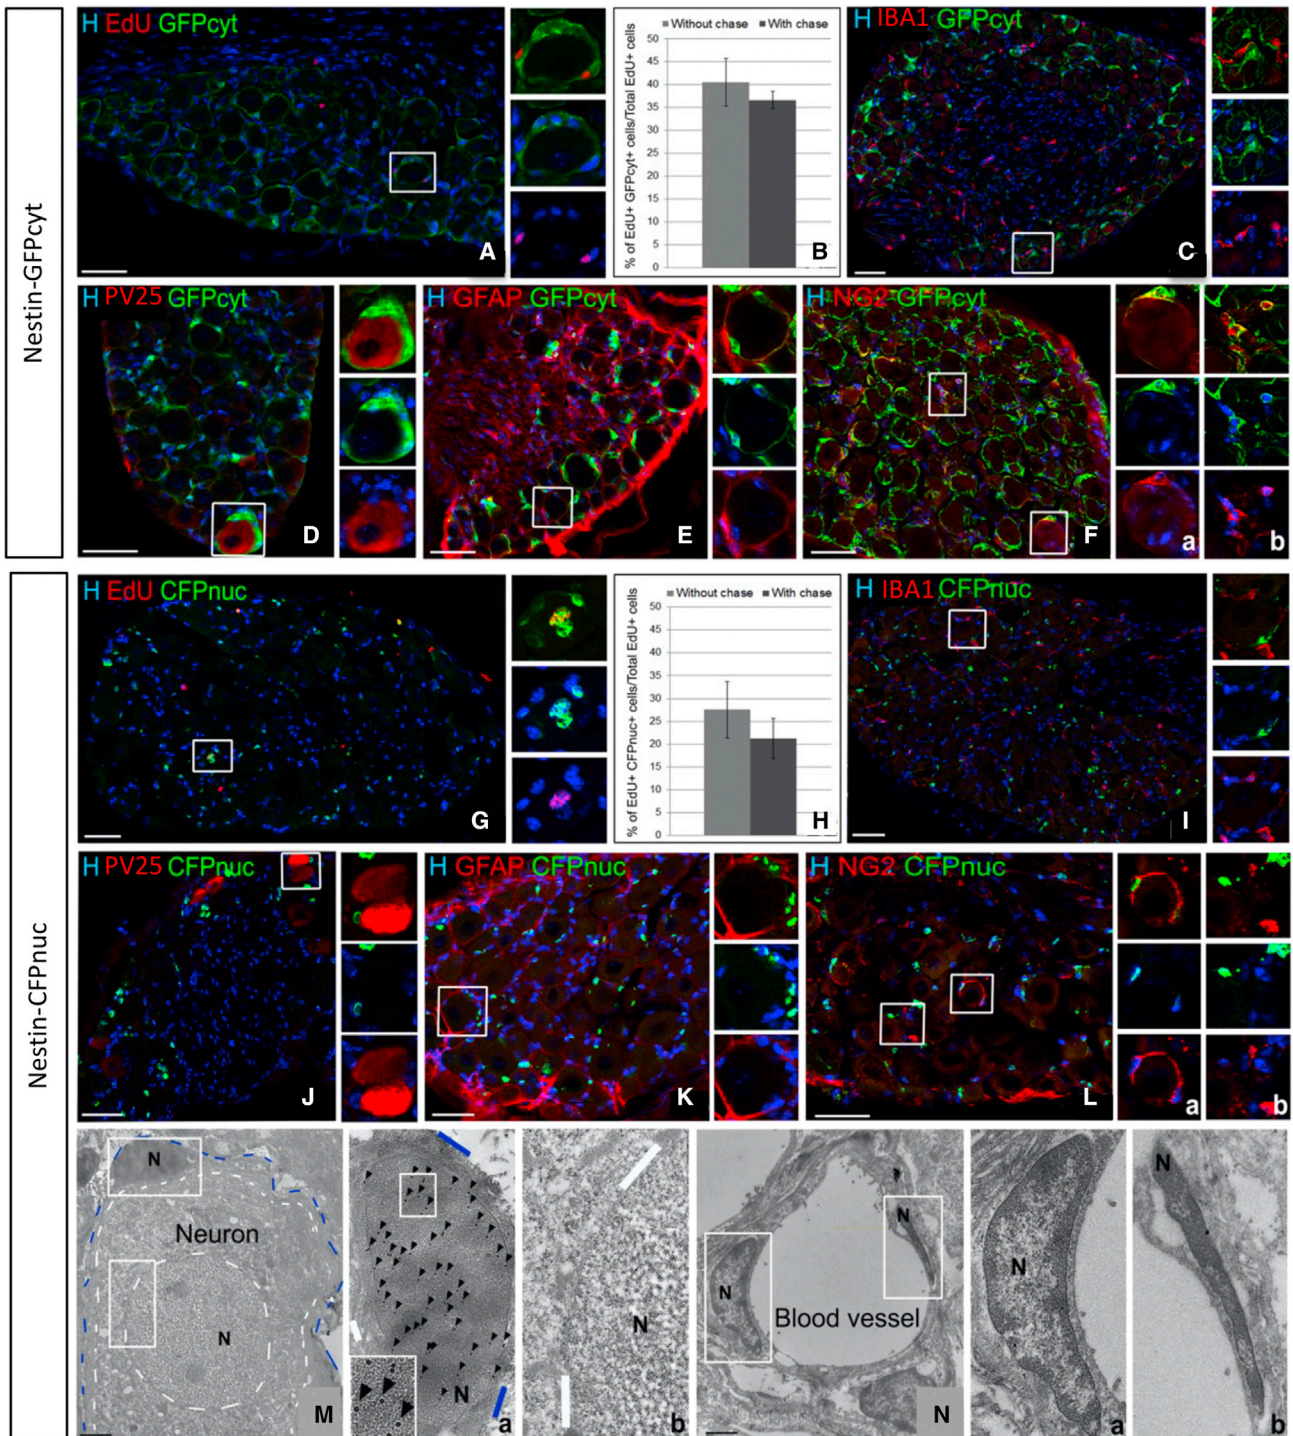 Nestin-GFPcyt
H EdU GFPcyt
A
Without chase With chase
% of EdU+ GFPcyt+ cells/Total EdU+ cells
50
45
40
35
30
25
20
15
10
5
0
B
H IBA1 GFPcyt
C
H PV25 GFPcyt
D
H GFAP GFPcyt
E
H NG2 GFPcyt
F
a
b
Nestin-CFPnuc
H EdU CFPnuc
G
Without chase With chase
% of EdU+ CFPnuc+ cells/Total EdU+ cells
50
45
40
35
30
25
20
15
10
5
0
H
H IBA1 CFPnuc
I
H PV25 CFPnuc
J
H GFAP CFPnuc
K
H NG2 CFPnuc
L
a
b
N
Neuron
N
M
N
a
N
b
N
N
Blood vessel
N
N
a
N
b